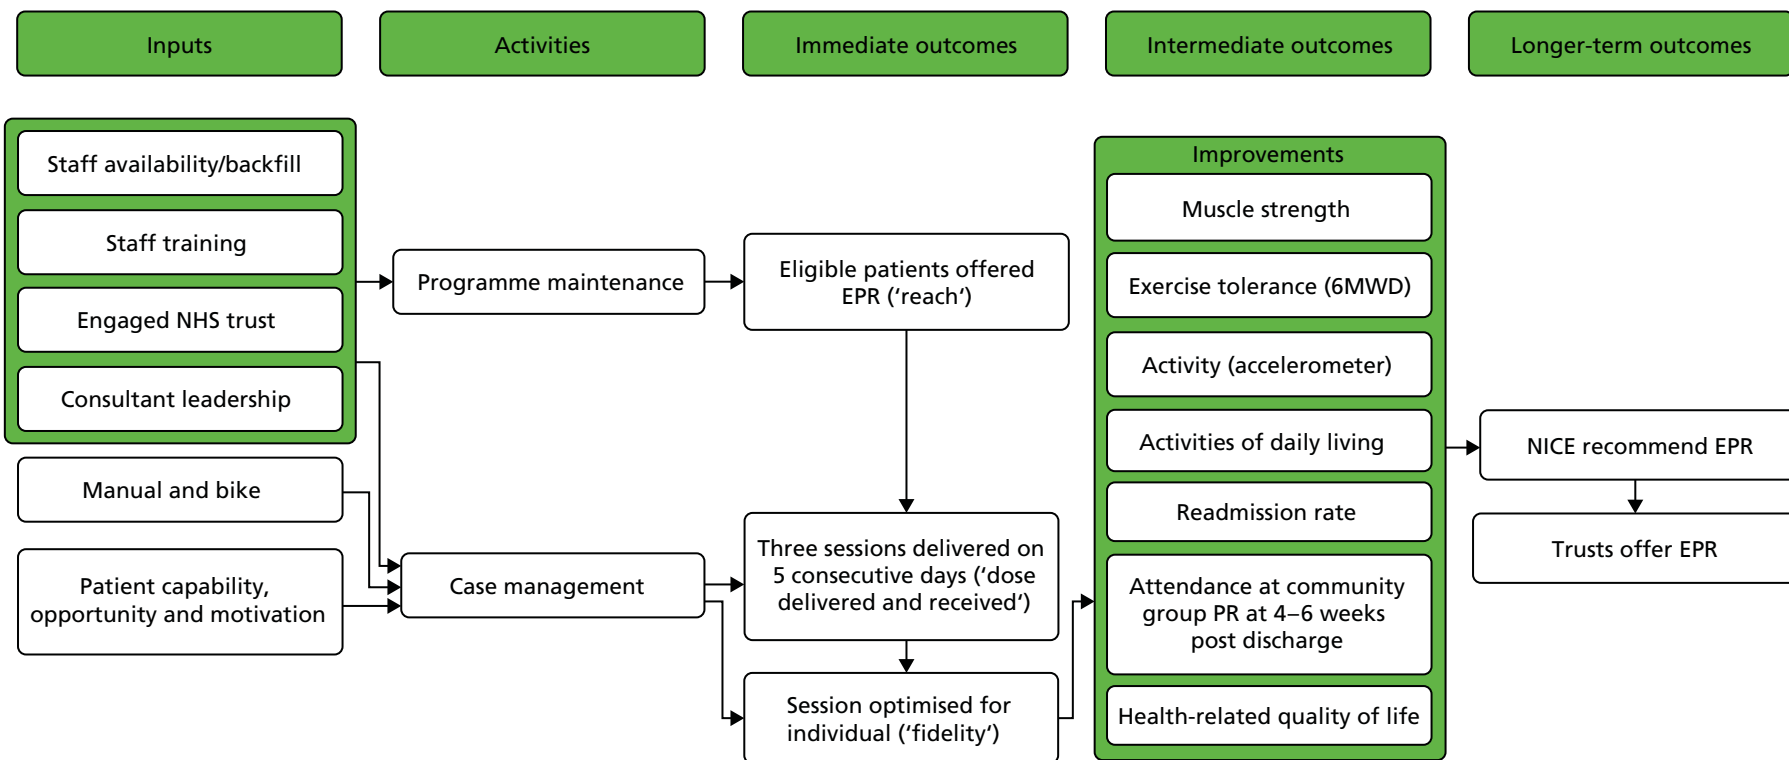 Inputs
Activities
Immediate outcomes
Intermediate outcomes
Longer-term outcomes
Staff availability/backfill
Staff training
Engaged NHS trust
Consultant leadership
Manual and bike
Patient capability,
opportunity and motivation
Programme maintenance
Case management
Eligible patients offered
EPR (‘reach‘)
Three sessions delivered on
5 consecutive days (‘dose
delivered and received‘)
Session optimised for
individual (‘fidelity‘)
Improvements
Muscle strength
Exercise tolerance (6MWD)
Activity (accelerometer)
Activities of daily living
Readmission rate
Attendance at community
group PR at 4–6 weeks
post discharge
Health-related quality of life
NICE recommend EPR
Trusts offer EPR